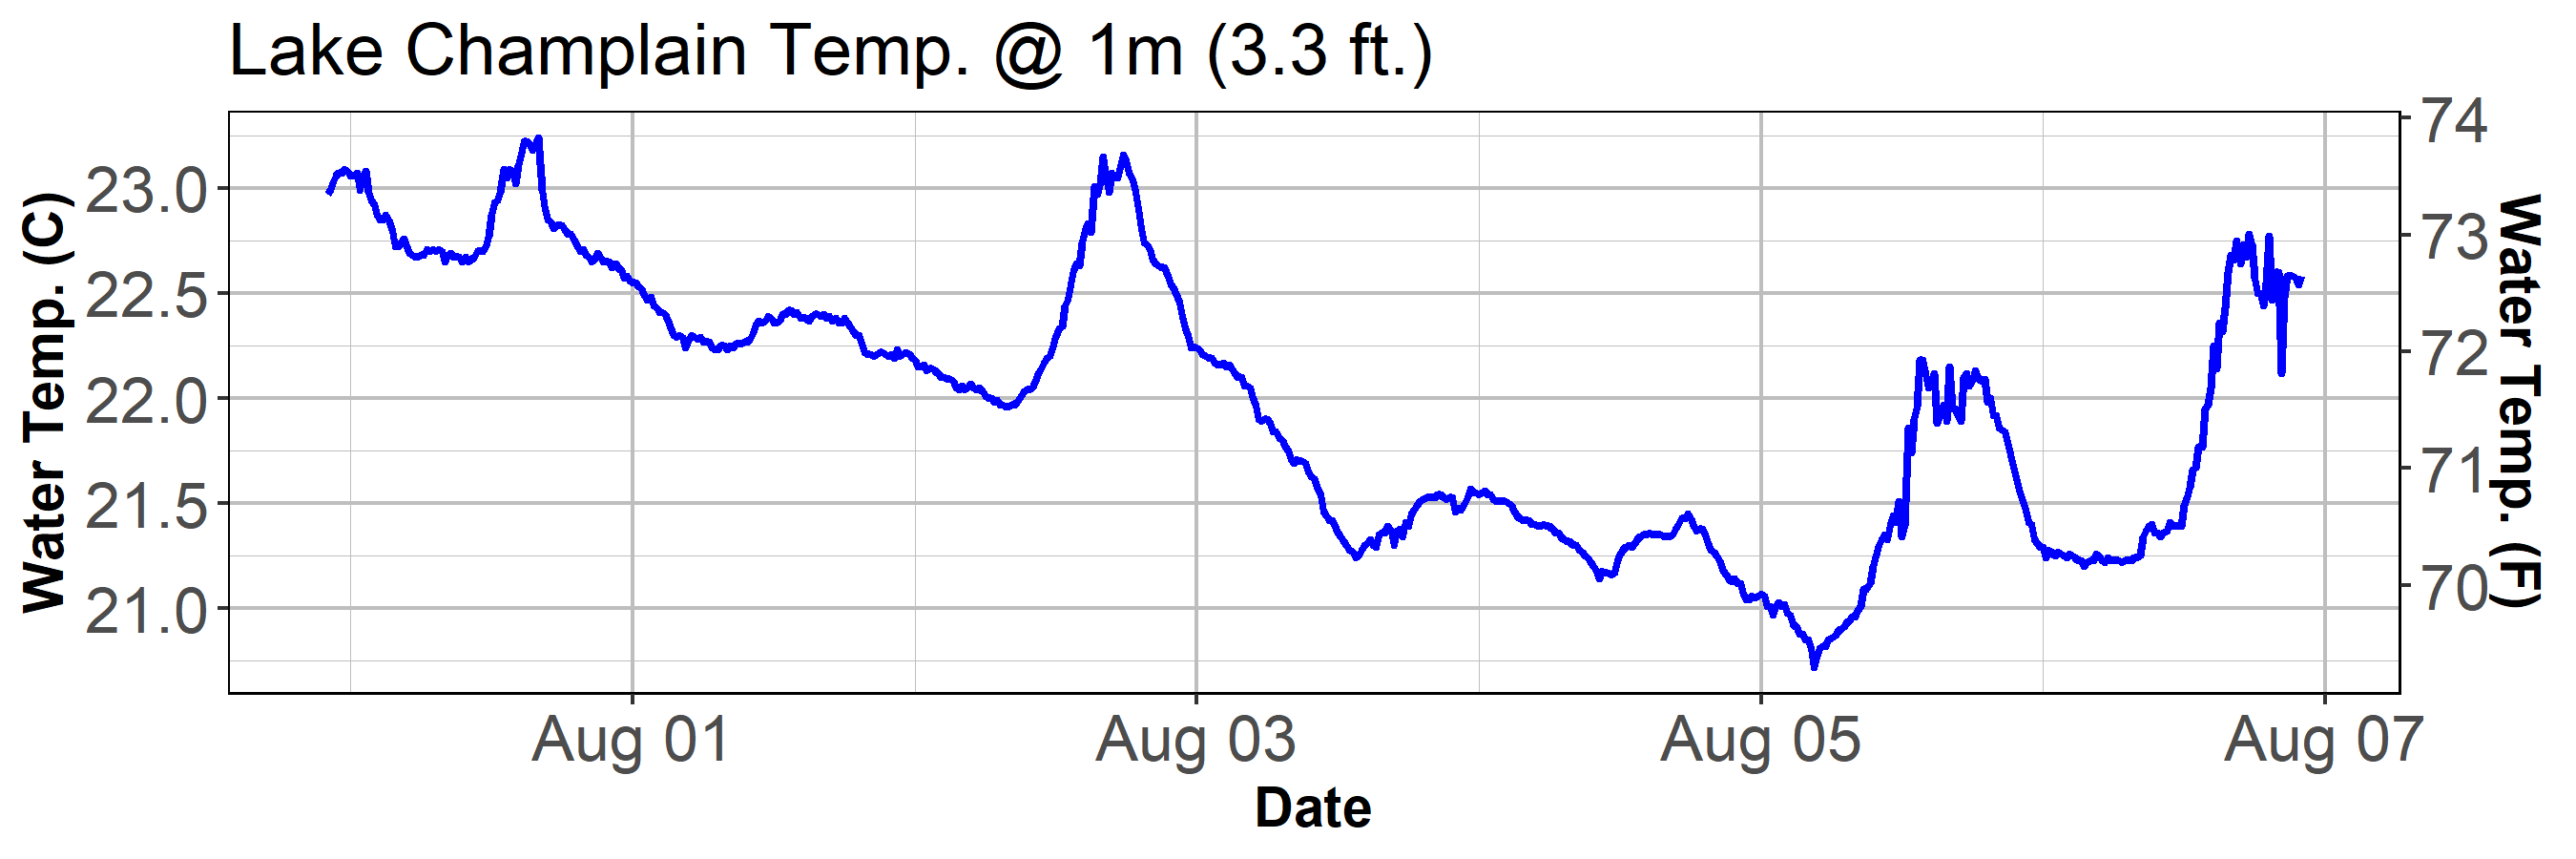 Lake Champlain Temp. @ 1m (3.3 ft.)
Water Temp. (C)
23.0
22.5
22.0
21.5
21.0
74
73
72
71
70
Water Temp. (F)
Aug 01
Aug 03
Aug 05
Aug 07
Date